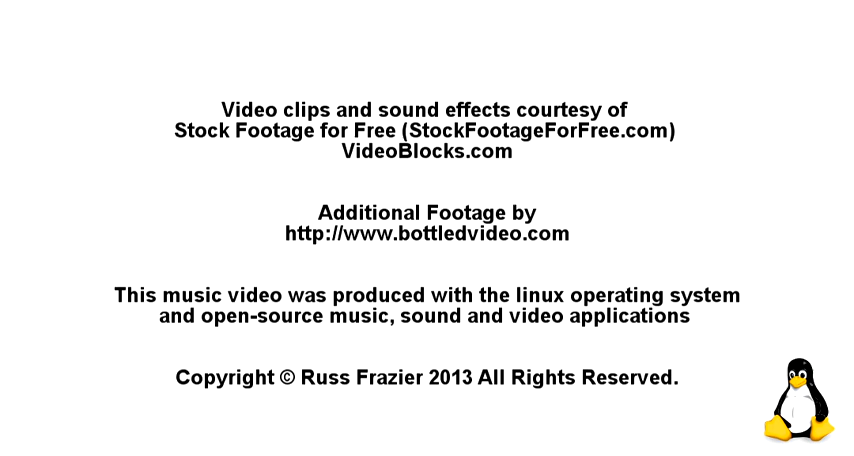 Video clips and sound effects courtesy of
Stock Footage for Free (StockFootageForFree.com)
VideoBlocks.com
Additional Footage by
http://www.bottledvideo.com
This music video was produced with the linux operating system
and open-source music, sound and video applications
Copyright © Russ Frazier 2013 All Rights Reserved.